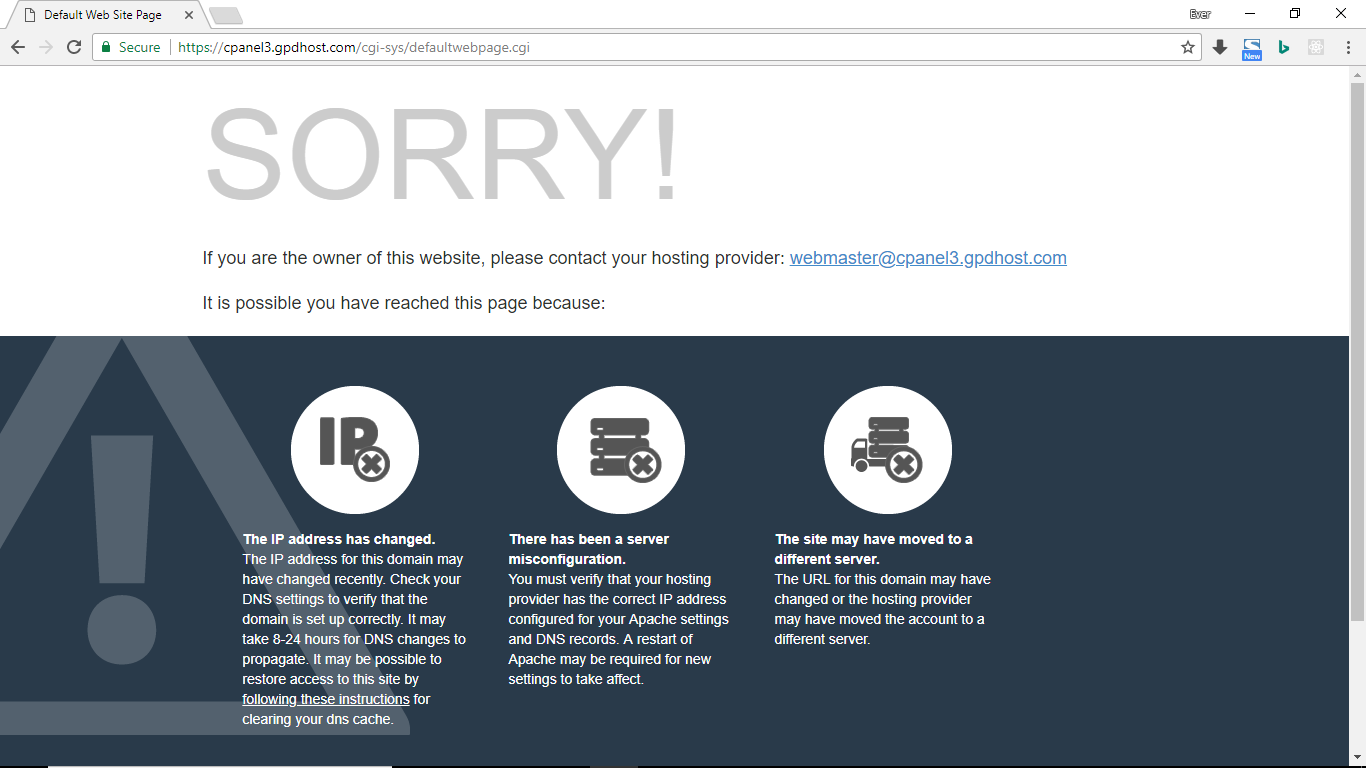 Default Web Site Page
Ever
Secure
https://cpanel3.gpdhost.com/cgi-sys/defaultwebpage.cgi
New
SORRY!
If you are the owner of this website, please contact your hosting provider: webmaster@cpanel3.gpdhost.com
It is possible you have reached this page because:
IP
The IP address has changed.
The IP address for this domain may
have changed recently. Check your
DNS settings to verify that the
domain is set up correctly. It may
take 8-24 hours for DNS changes to
propagate. It may be possible to
restore access to this site by
following these instructions for
clearing your dns cache.
There has been a server
misconfiguration.
You must verify that your hosting
provider has the correct IP address
configured for your Apache settings
and DNS records. A restart of
Apache may be required for new
settings to take affect.
The site may have moved to a
different server.
The URL for this domain may have
changed or the hosting provider
may have moved the account to a
different server.